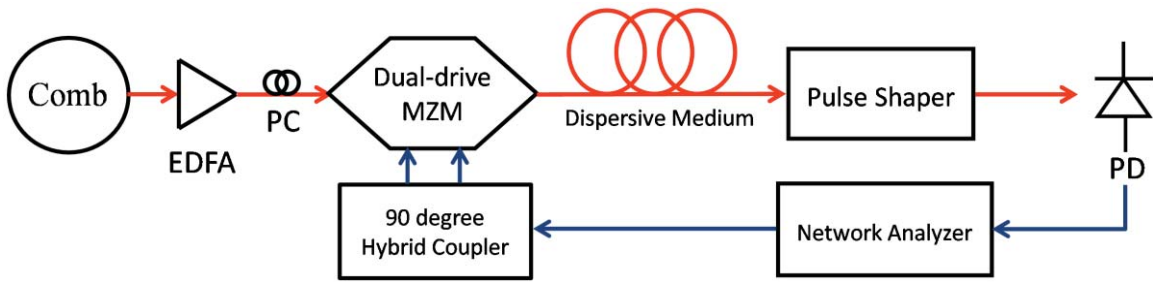 Comb
EDFA
PC
Dual-drive
MZM
Dispersive Medium
Pulse Shaper
PD
90 degree
Hybrid Coupler
Network Analyzer